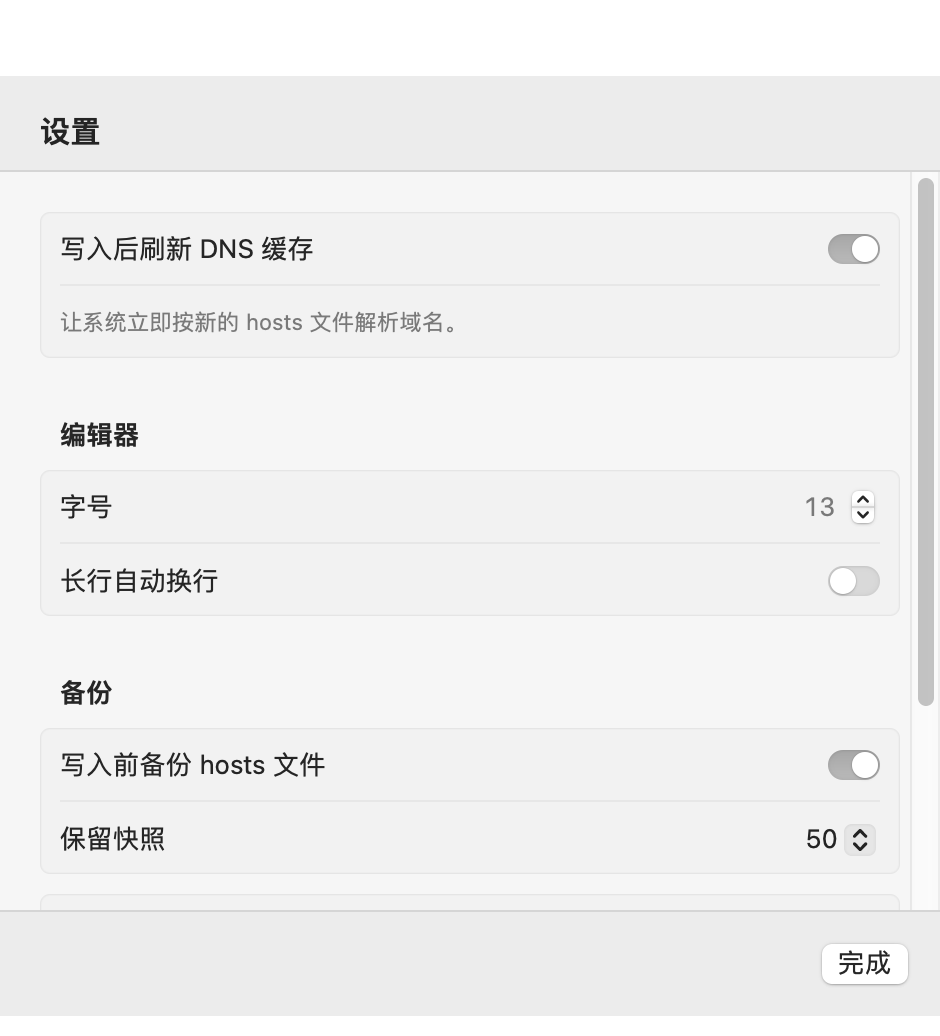 设置
写入后刷新 DNS 缓存
让系统立即按新的 hosts 文件解析域名。
编辑器
字号 13
长行自动换行
备份
写入前备份 hosts 文件
保留快照 50
完成